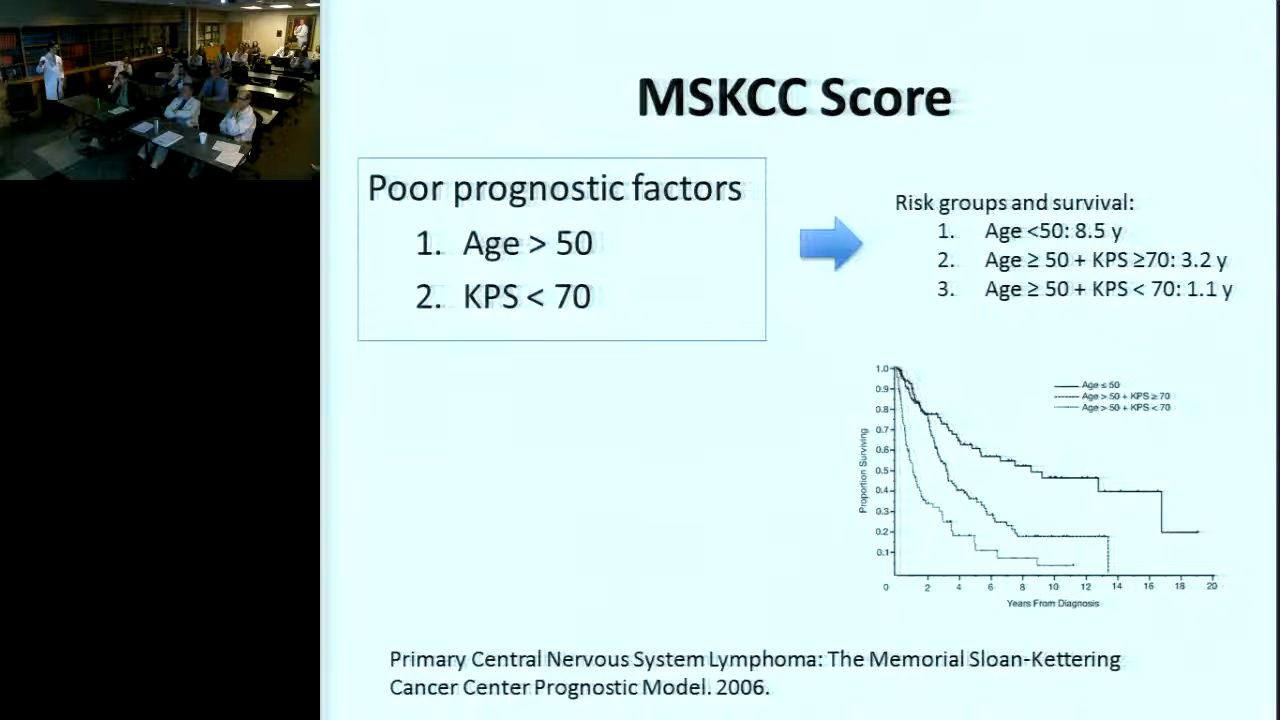 MSKCC Score
Poor prognostic factors
1. Age > 50
2. KPS < 70
Risk groups and survival:
1. Age <50: 8.5 y
2. Age ≥ 50 + KPS ≥70: 3.2 y
3. Age ≥ 50 + KPS < 70: 1.1 y
1.0
0.9
0.8
0.7
0.6
0.5
0.4
0.3
0.2
0.1
Proportion Surviving
Age ≤ 50
Age > 50 + KPS ≥ 70
Age > 50 + KPS < 70
0 2 4 6 8 10 12 14 16 18 20
Years From Diagnosis
Primary Central Nervous System Lymphoma: The Memorial Sloan-Kettering
Cancer Center Prognostic Model. 2006.